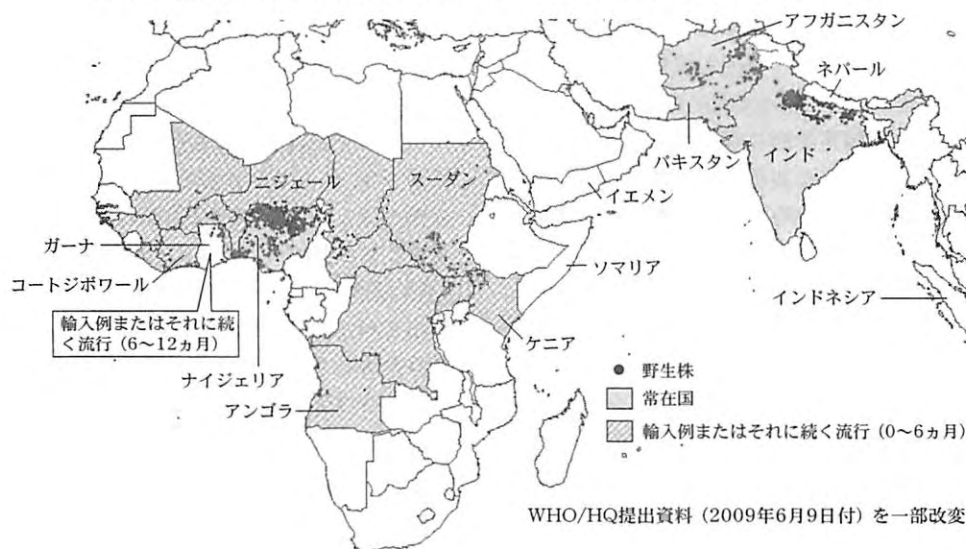 アフガニスタン
ネパール
パキスタン
インド
ニジェール
スーダン
イエメン
ガーナ
コートジボワール
ソマリア
インドネシア
輸入例またはそれに続
く流行(6〜12ヵ月)
ケニア
ナイジェリア
アンゴラ
野生株
常在国
輸入例またはそれに続く流行(0〜6ヵ月)
WHO/HQ提出資料(2009年6月9日付)を一部改変